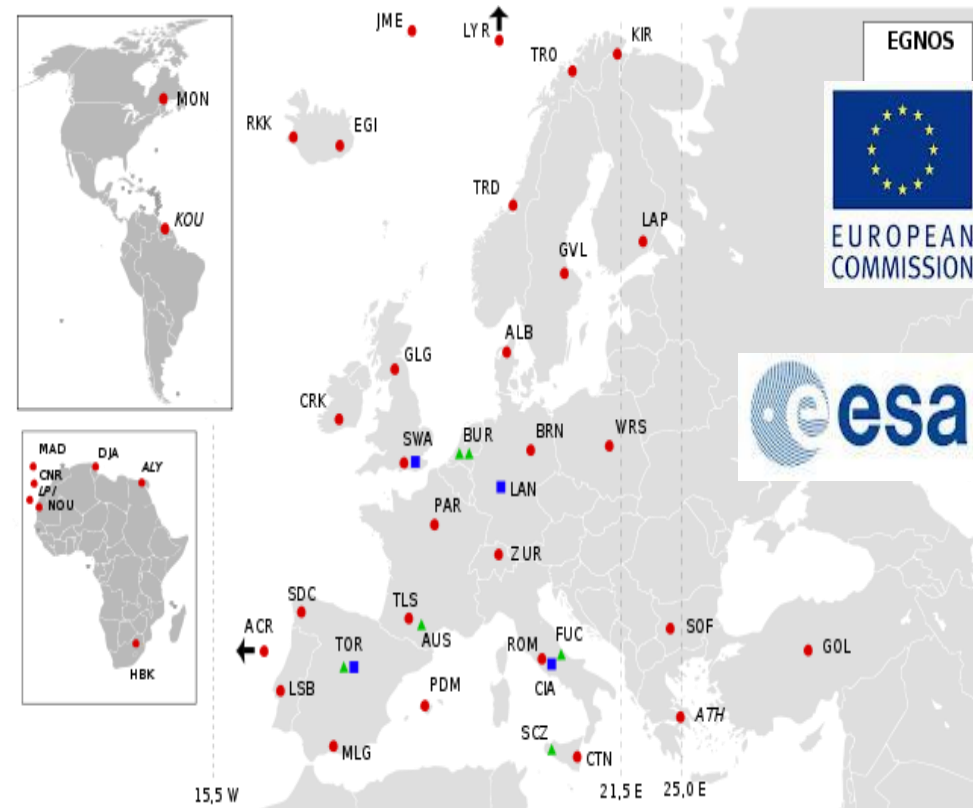 JME
LYR
KIR
TRO
EGNOS
MON
RKK
EGI
KOU
TRD
LAP
GVL
EUROPEAN
COMMISSION
ALB
GLG
CRK
esa
SWA
BUR
BRN
WRS
MAD
DJA
ALY
CNR
LPI
NOU
LAN
PAR
ZUR
SDC
TLS
ACR
TOR
AUS
ROM
FUC
SOF
GOL
HBK
LSB
PDM
CIA
ATH
SCZ
MLG
CTN
15,5 W
21,5 E
25,0 E